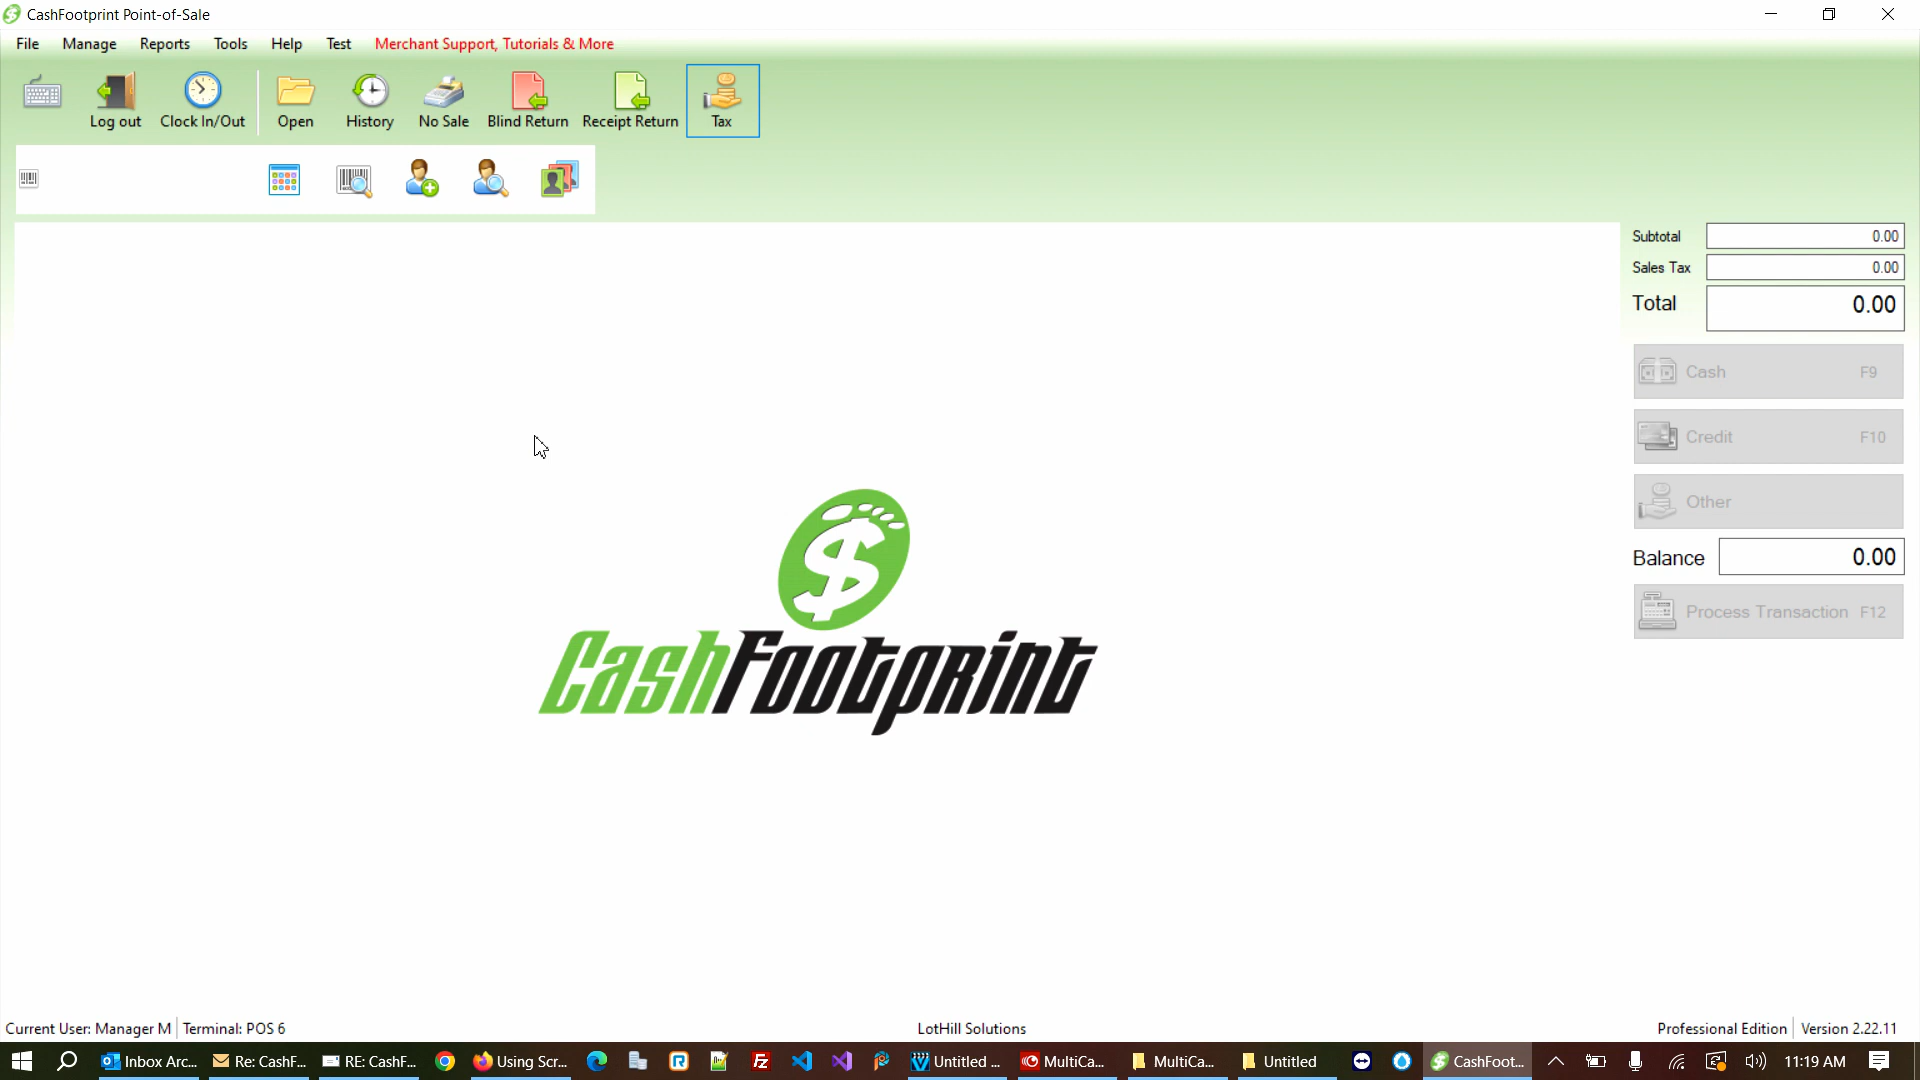 CashFootprint Point-of-Sale
File Manage Reports Tools Help Test Merchant Support, Tutorials & More
Log out Clock In/Out Open History No Sale Blind Return Receipt Return Tax
Subtotal 0.00
Sales Tax 0.00
Total 0.00
Cash F9
Credit F10
Other
Balance 0.00
Process Transaction F12
$
CashFootprint
Current User: Manager M Terminal: POS 6 LotHill Solutions Professional Edition Version 2.22.11
Inbox Arc... Re: CashF... RE: CashF... Using Scr... Untitled ... MultiCa... MultiCa... Untitled CashFoot... 11:19 AM